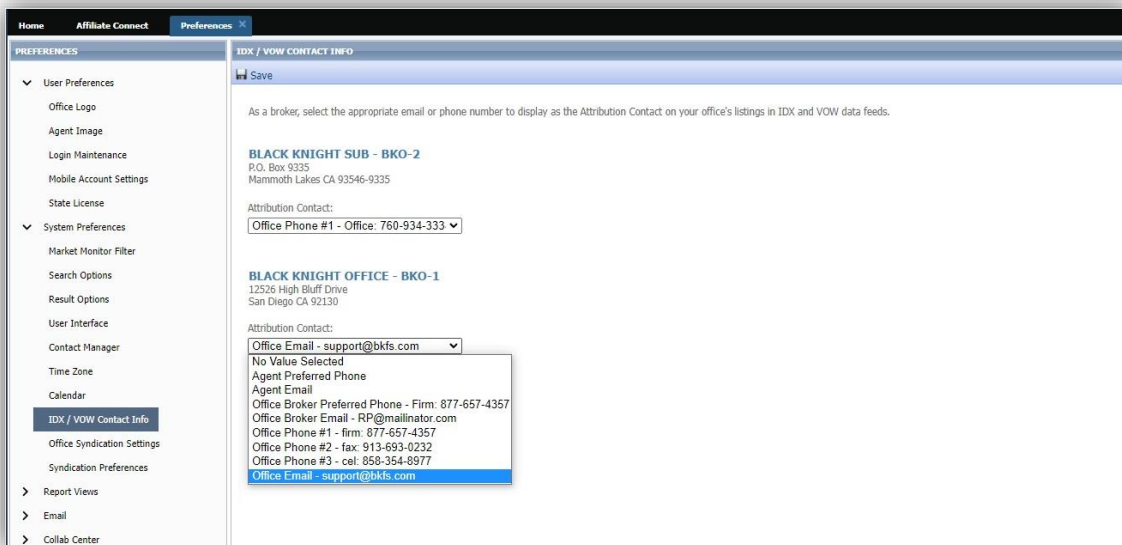 Home Affiliate Connect Preferences ×
PREFERENCES
User Preferences
Office Logo
Agent Image
Login Maintenance
Mobile Account Settings
State License
System Preferences
Market Monitor Filter
Search Options
Result Options
User Interface
Contact Manager
Time Zone
Calendar
IDX / VOW Contact Info
Office Syndication Settings
Syndication Preferences
Report Views
Email
Collab Center
IDX / VOW CONTACT INFO
Save
As a broker, select the appropriate email or phone number to display as the Attribution Contact on your office's listings in IDX and VOW data feeds.
BLACK KNIGHT SUB - BKO-2
P.O. Box 9335
Mammoth Lakes CA 93546-9335
Attribution Contact:
Office Phone #1 - Office: 760-934-333
BLACK KNIGHT OFFICE - BKO-1
12526 High Bluff Drive
San Diego CA 92130
Attribution Contact:
Office Email - support@bkfs.com
No Value Selected
Agent Preferred Phone
Agent Email
Office Broker Preferred Phone - Firm: 877-657-4357
Office Broker Email - RP@mailinator.com
Office Phone #1 - firm: 877-657-4357
Office Phone #2 - fax: 913-693-0232
Office Phone #3 - cel: 858-354-8977
Office Email - support@bkfs.com